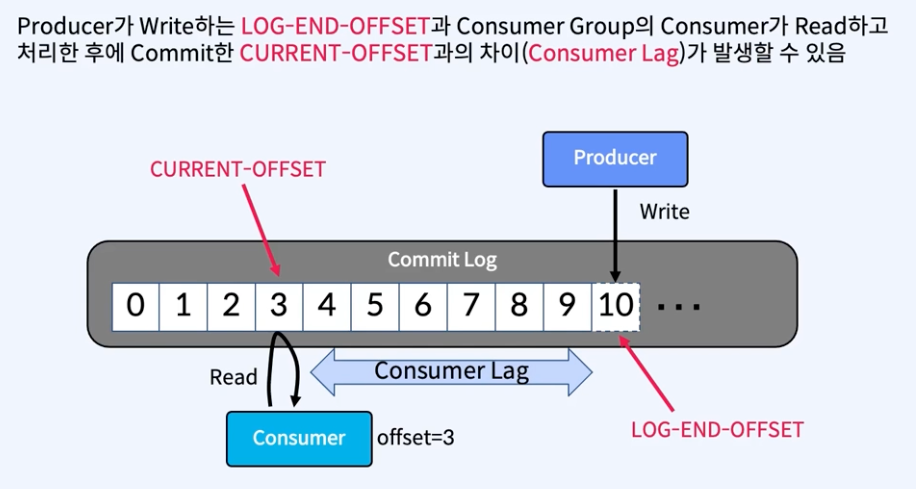 Producer가 Write하는 LOG-END-OFFSET과 Consumer Group의 Consumer가 Read하고
처리한 후에 Commit한 CURRENT-OFFSET과의 차이(Consumer Lag)가 발생할 수 있음
Producer
CURRENT-OFFSET
Write
Commit Log
0 1 2 3 4 5 6 7 8 9 10 ···
Read
Consumer Lag
Consumer
offset=3
LOG-END-OFFSET